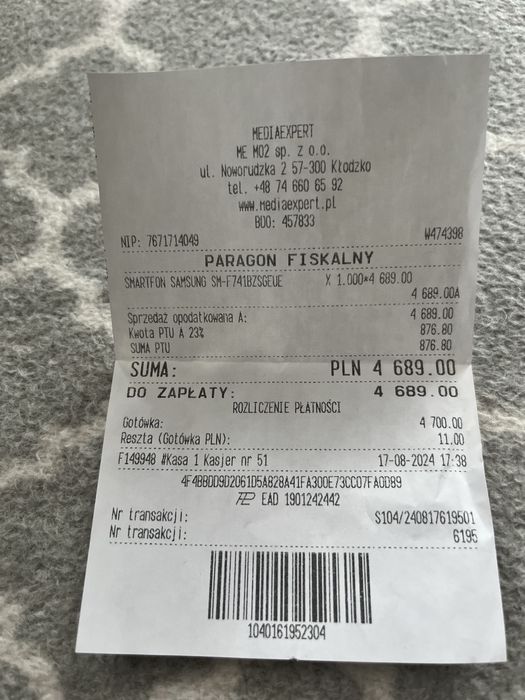 MEDIAEXPERT
ME M02 sp. z o.o.
ul. Noworudzka 2 57-300 Kłodzko
tel. +48 74 660 65 92
www.mediaexpert.pl
BDO: 457833
NIP: 7671714049 W474398
PARAGON FISKALNY
SMARTFON SAMSUNG SM-F741BZSGEUE X 1.000*4 689.00
4 689.00A
Sprzedaż opodatkowana A: 4 689.00
Kwota PTU A 23% 876.80
SUMA PTU 876.80
SUMA: PLN 4 689.00
DO ZAPŁATY: 4 689.00
ROZLICZENIE PŁATNOŚCI
Gotówka: 4 700.00
Reszta (Gotówka PLN): 11.00
F149948 #Kasa 1 Kasjer nr 51 17-08-2024 17:38
4F4BBDD9D2061D5A828A41FA300E73CC07FA0D89
EAD 1901242442
Nr transakcji: S104/240817619501
Nr transakcji: 6195
1040161952304